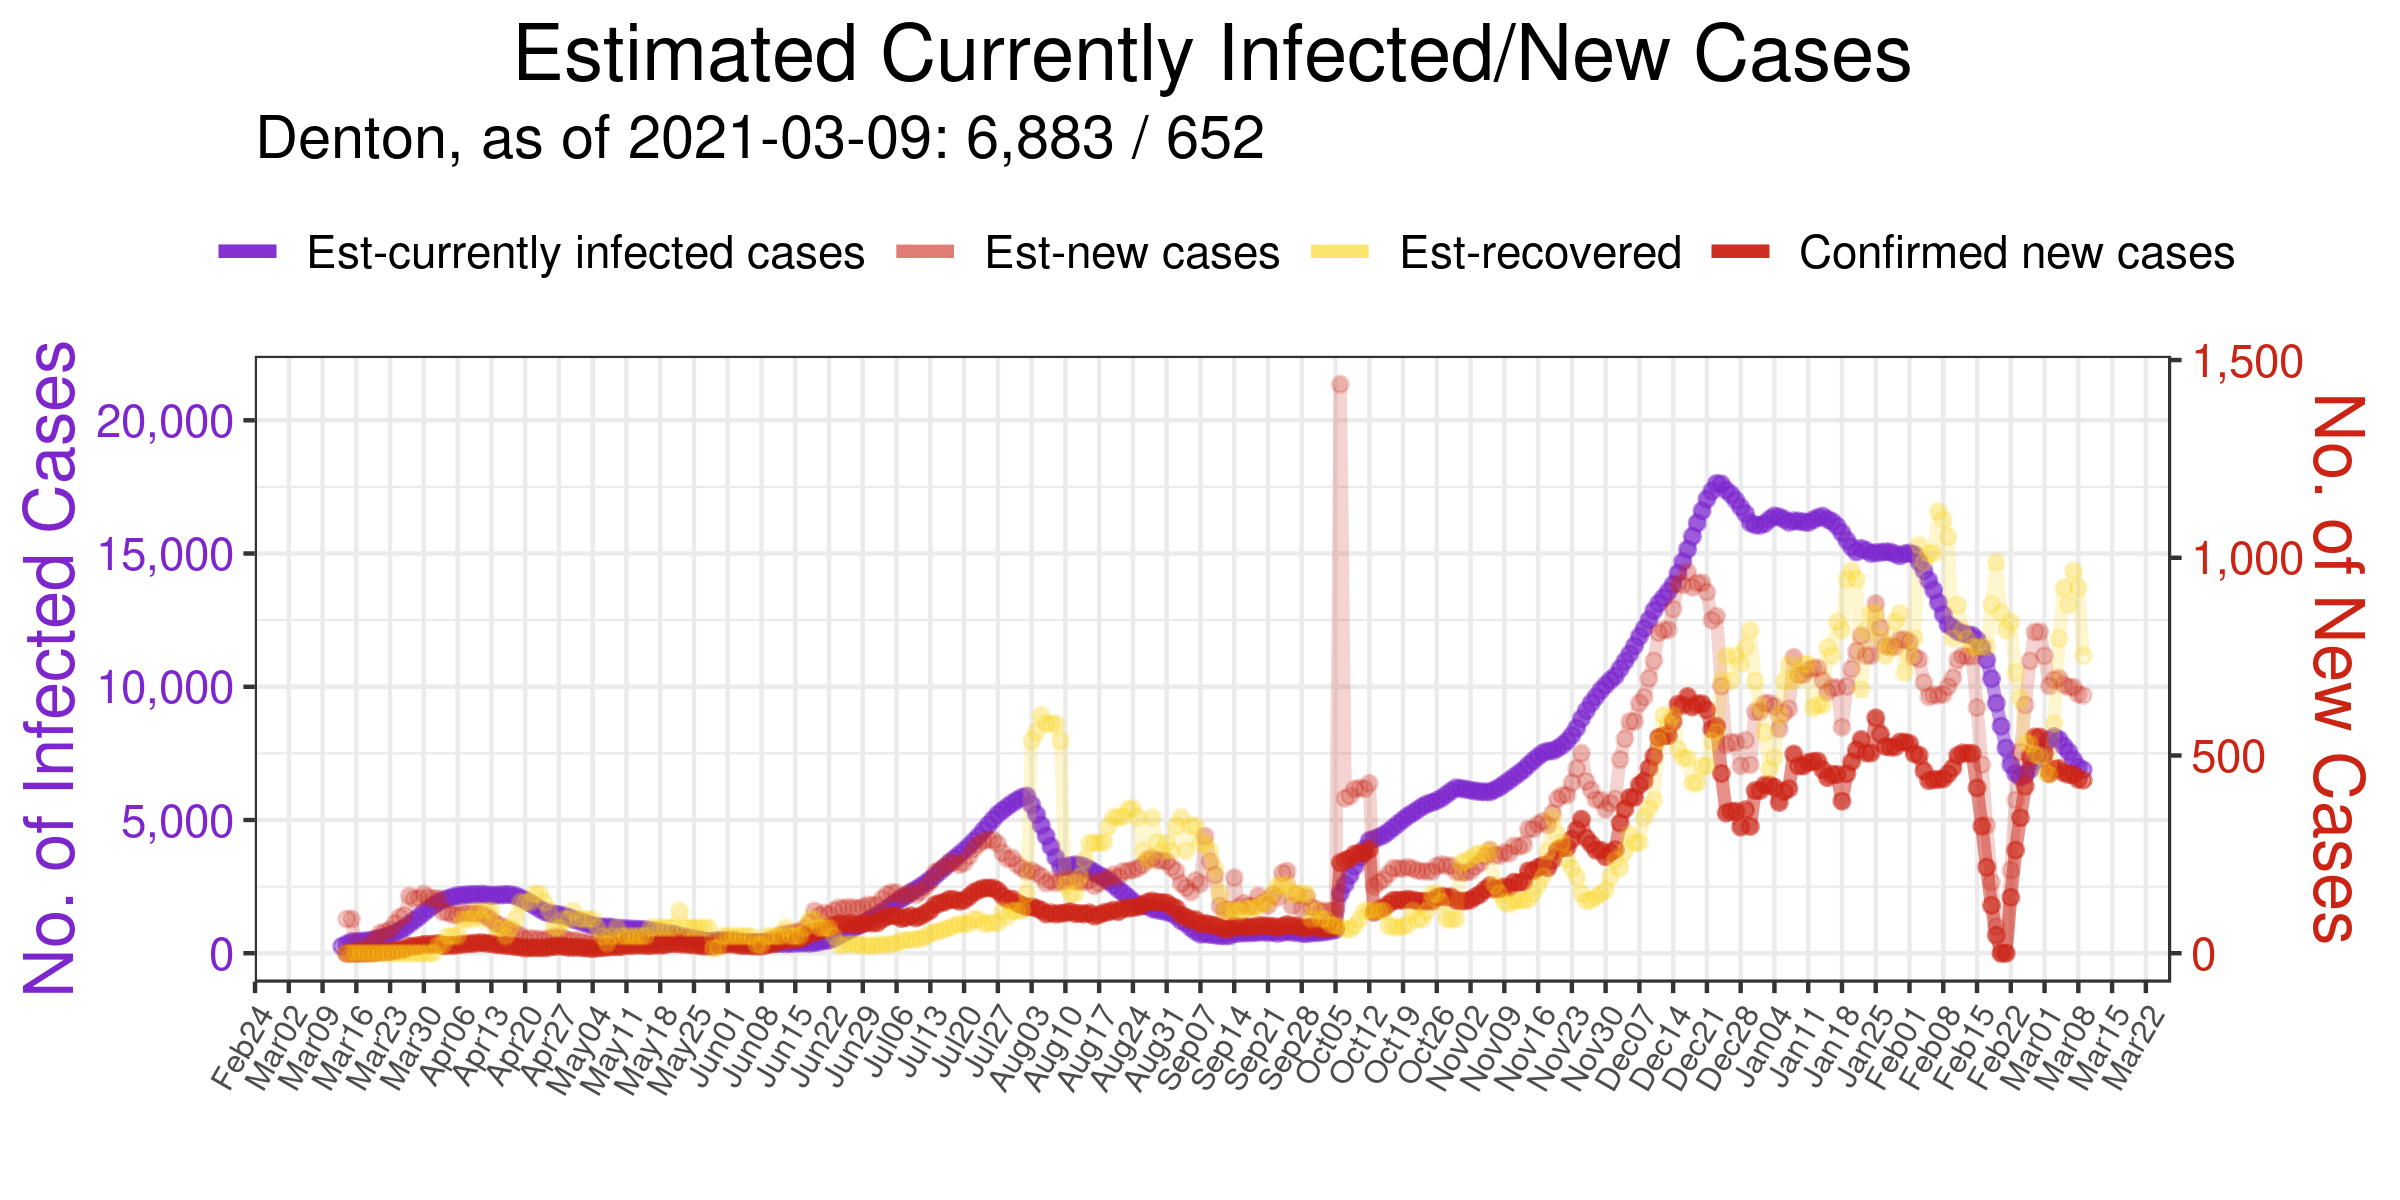 Estimated Currently Infected/New Cases
Denton, as of 2021-03-09: 6,883 / 652
Est-currently infected cases Est-new cases Est-recovered Confirmed new cases
No. of Infected Cases
20,000
15,000
10,000
5,000
0
1,500
1,000
500
0
No. of New Cases
Feb24 Mar02 Mar09 Mar16 Mar23 Mar30 Apr06 Apr13 Apr20 Apr27 May04 May11 May18 May25 Jun01 Jun08 Jun15 Jun22 Jun29 Jul06 Jul13 Jul20 Jul27 Aug03 Aug10 Aug17 Aug24 Aug31 Sep07 Sep14 Sep21 Sep28 Oct05 Oct12 Oct19 Oct26 Nov02 Nov09 Nov16 Nov23 Nov30 Dec07 Dec14 Dec21 Dec28 Jan04 Jan11 Jan18 Jan25 Feb01 Feb08 Feb15 Feb22 Mar01 Mar08 Mar15 Mar22